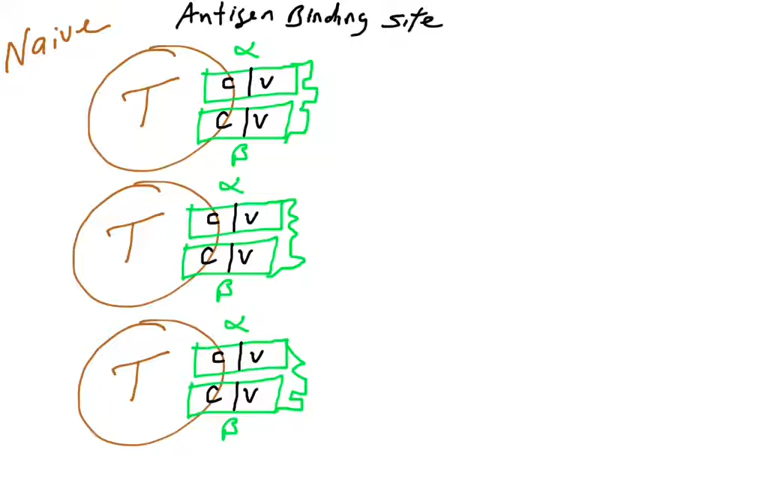 Antigen Binding site
Naive
α
T C V
C V
β
α
T C V
C V
β
α
T C V
C V
β